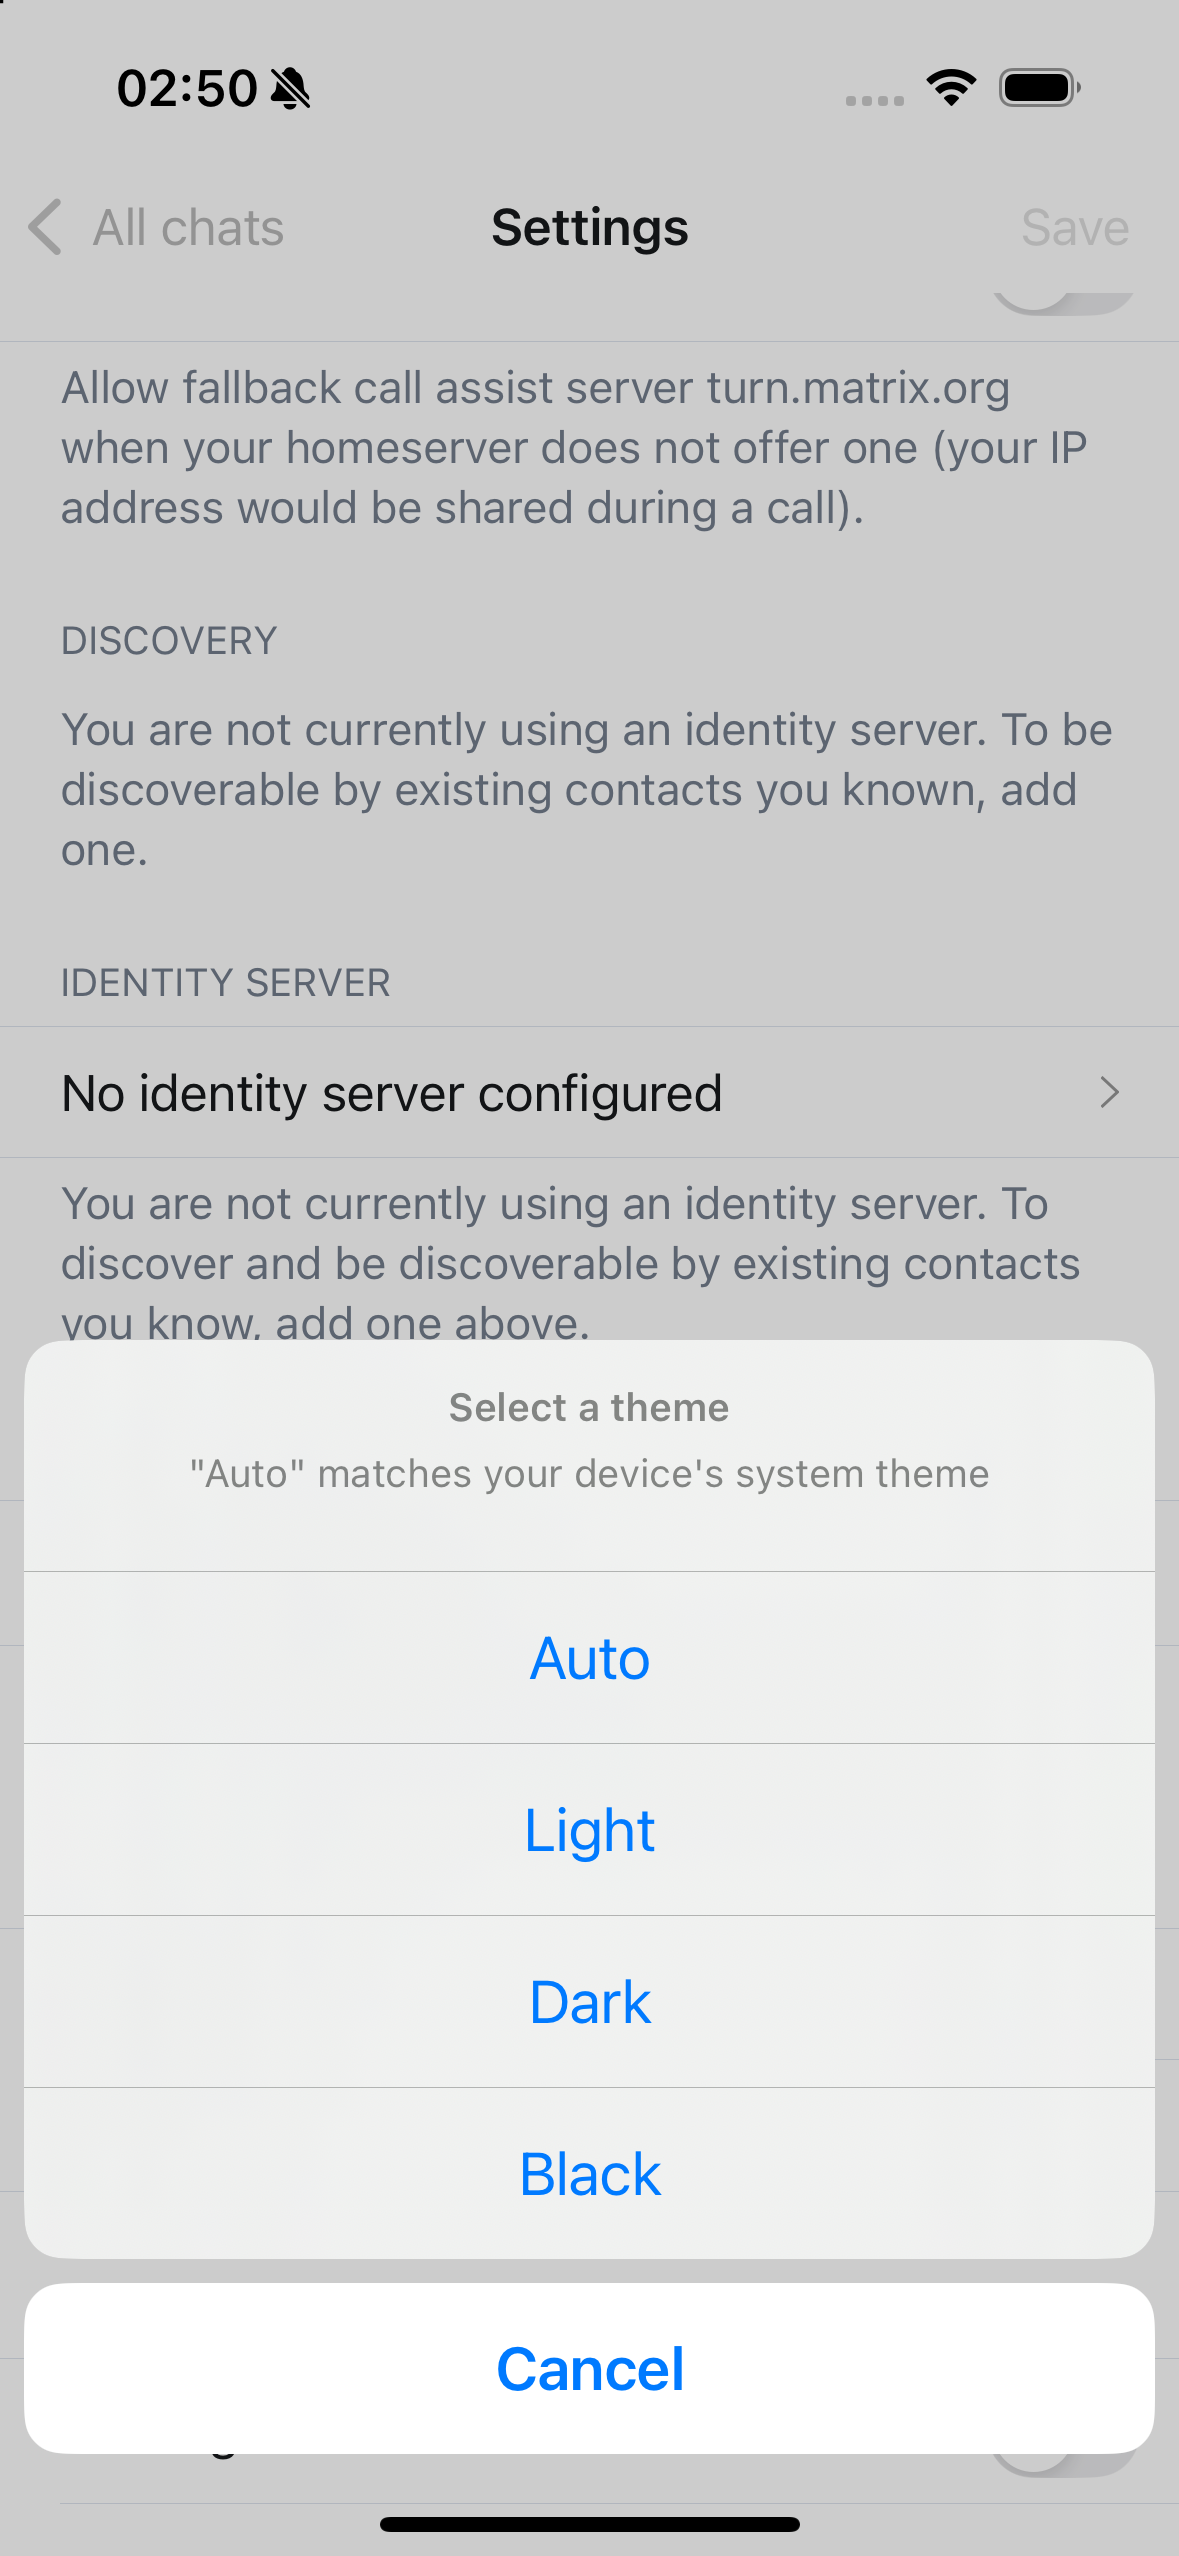 02:50
All chats
Settings
Save
Allow fallback call assist server turn.matrix.org
when your homeserver does not offer one (your IP
address would be shared during a call).
DISCOVERY
You are not currently using an identity server. To be
discoverable by existing contacts you known, add
one.
IDENTITY SERVER
No identity server configured
You are not currently using an identity server. To
discover and be discoverable by existing contacts
you know, add one above.
Select a theme
"Auto" matches your device's system theme
Auto
Light
Dark
Black
Cancel